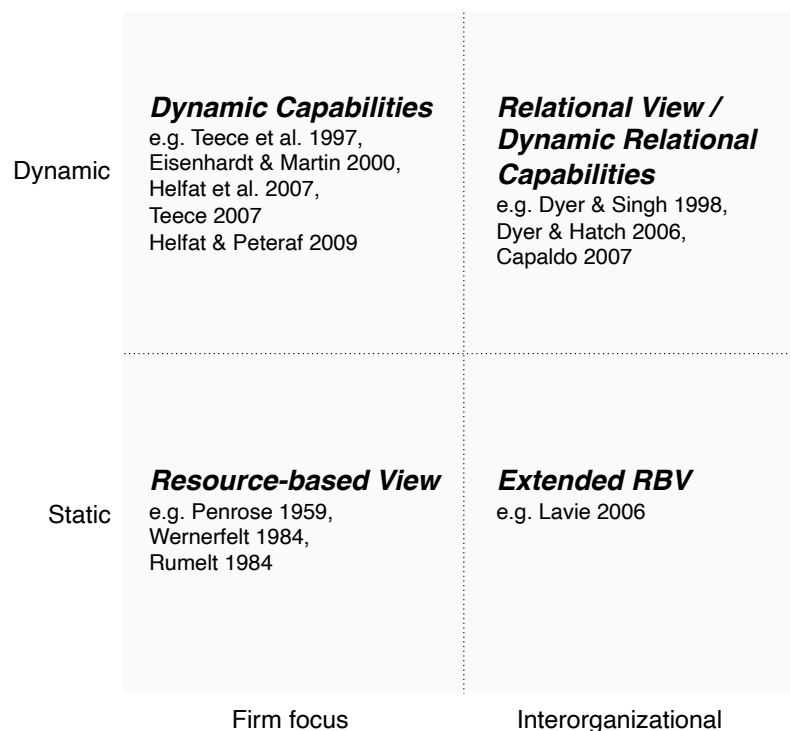 Dynamic
Dynamic Capabilities
e.g. Teece et al. 1997,
Eisenhardt & Martin 2000,
Helfat et al. 2007,
Teece 2007
Helfat & Peteraf 2009
Relational View /
Dynamic Relational
Capabilities
e.g. Dyer & Singh 1998,
Dyer & Hatch 2006,
Capaldo 2007
Static
Resource-based View
e.g. Penrose 1959,
Wernerfelt 1984,
Rumelt 1984
Extended RBV
e.g. Lavie 2006
Firm focus
Interorganizational